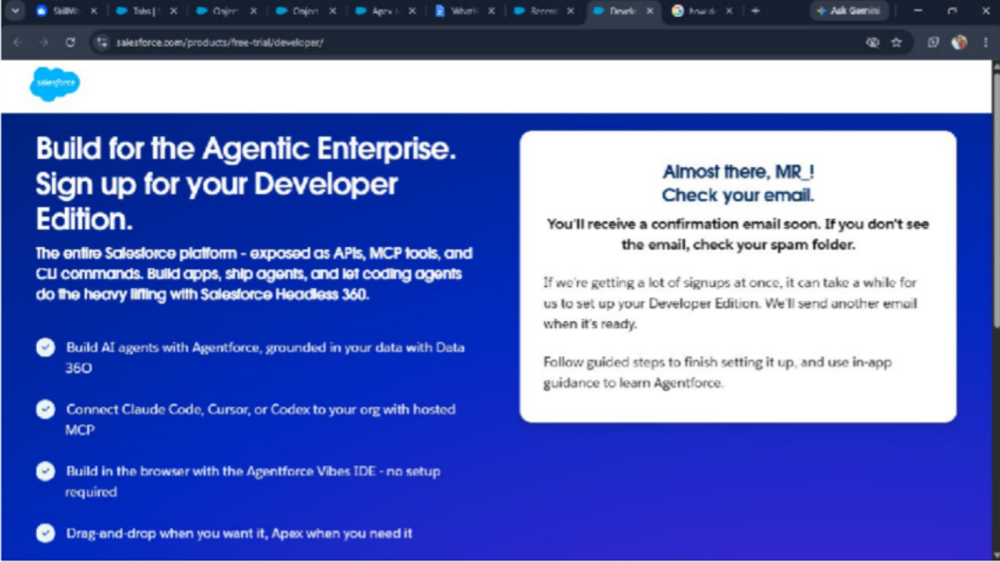 Tabs |
Apex
What
Recent
Develo
how do
Ask Gemini
salesforce.com/products/free-trial/developer/
salesforce
Build for the Agentic Enterprise.
Sign up for your Developer
Edition.
The entire Salesforce platform - exposed as APIs, MCP tools, and
CLI commands. Build apps, ship agents, and let coding agents
do the heavy lifting with Salesforce Headless 360.
Build AI agents with Agentforce, grounded in your data with Data
360
Connect Claude Code, Cursor, or Codex to your org with hosted
MCP
Build in the browser with the Agentforce Vibes IDE - no setup
required
Drag-and-drop when you want it, Apex when you need it
Almost there, MR_!
Check your email.
You'll receive a confirmation email soon. If you don't see
the email, check your spam folder.
If we're getting a lot of signups at once, it can take a while for
us to set up your Developer Edition. We'll send another email
when it's ready.
Follow guided steps to finish setting it up, and use in-app
guidance to learn Agentforce.